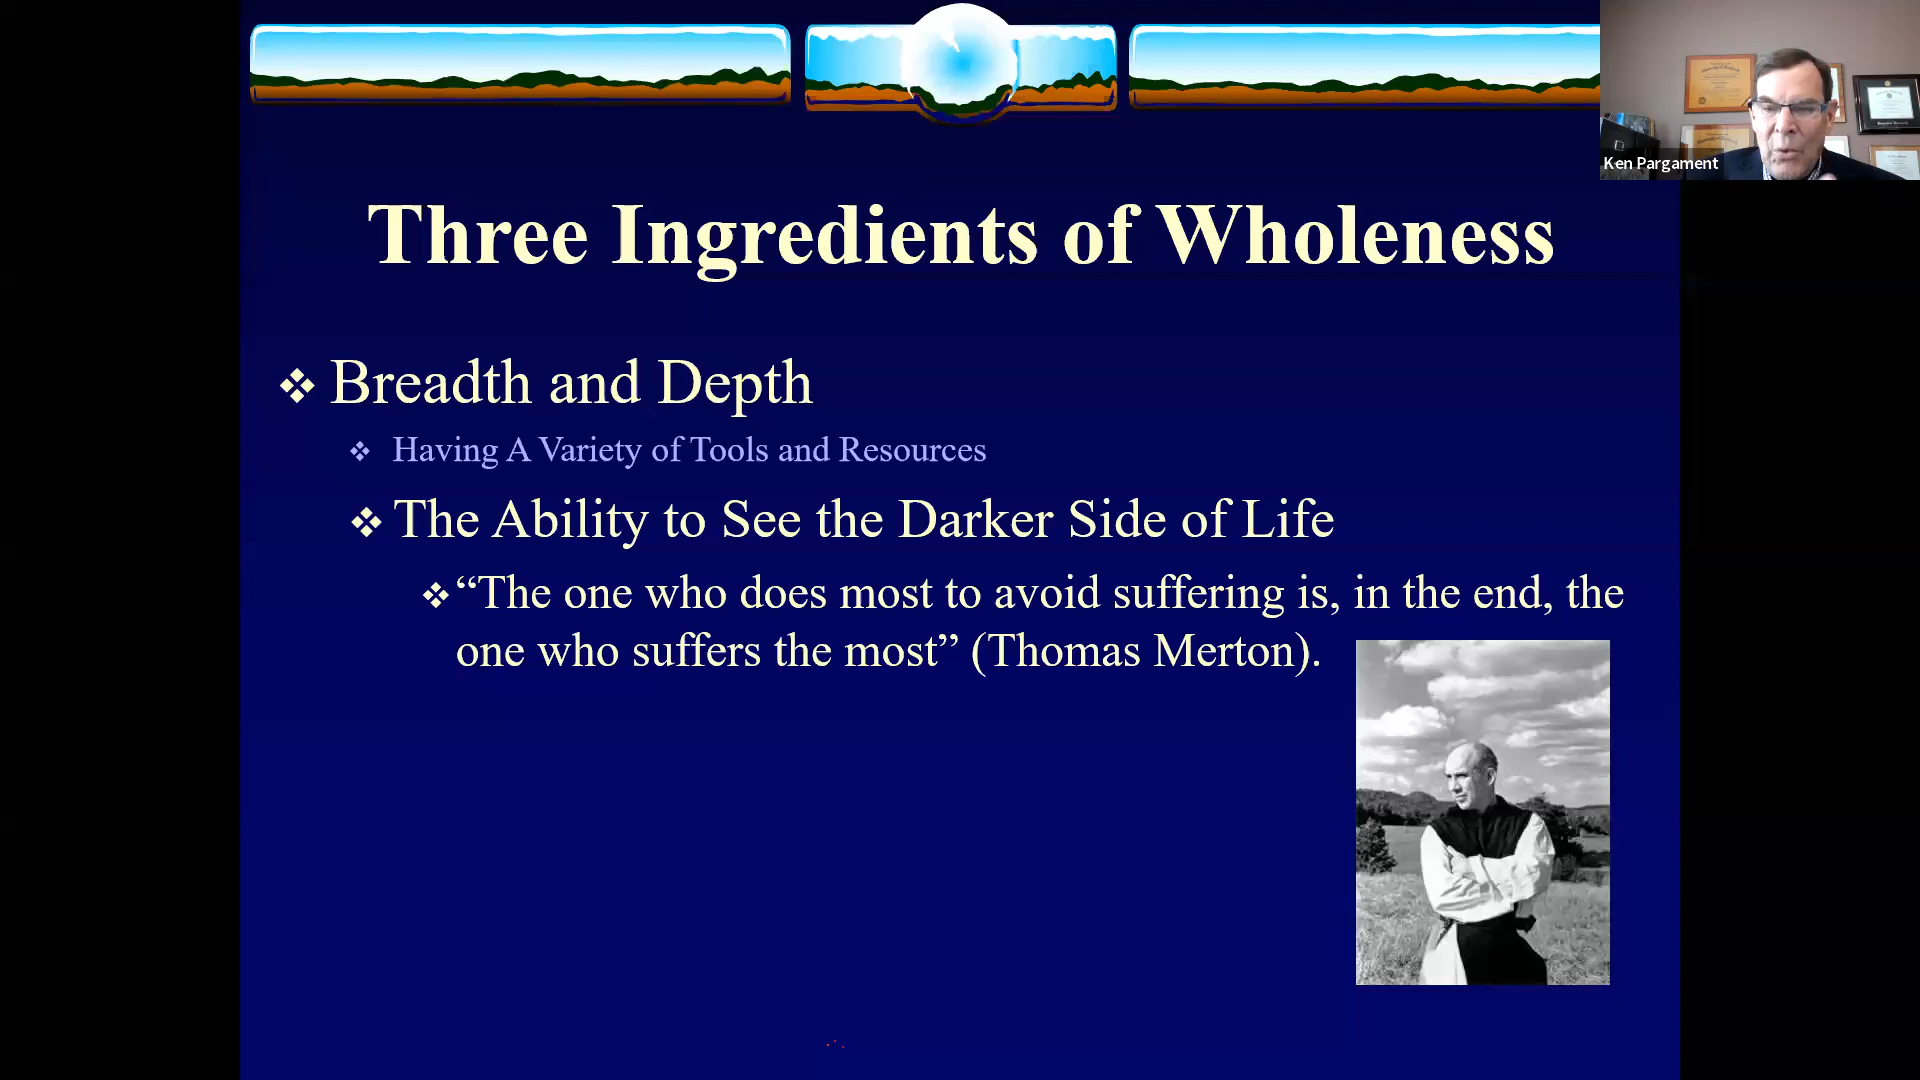 Ken Pargament
Three Ingredients of Wholeness
❖ Breadth and Depth
❖ Having A Variety of Tools and Resources
❖ The Ability to See the Darker Side of Life
❖ “The one who does most to avoid suffering is, in the end, the
one who suffers the most” (Thomas Merton).